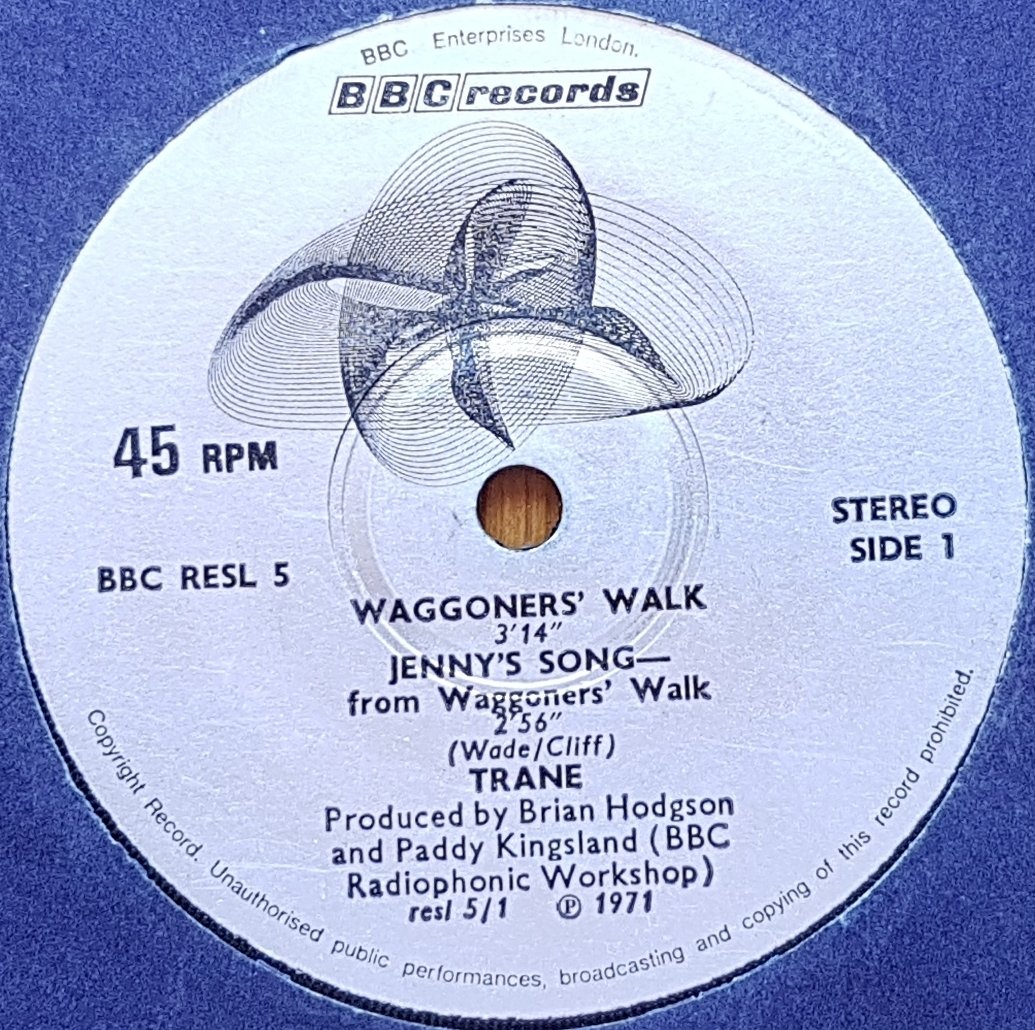 BBC Enterprises London.
BBC records
45 RPM
STEREO
SIDE 1
BBC RESL 5
WAGGONERS' WALK
3'14"
JENNY'S SONG—
from Waggoners' Walk
2'56"
(Wade/Cliff)
TRANE
Produced by Brian Hodgson
and Paddy Kingsland (BBC
Radiophonic Workshop)
resl 5/1 ℗ 1971
Copyright Record. Unauthorised public performances, broadcasting and copying of this record prohibited.